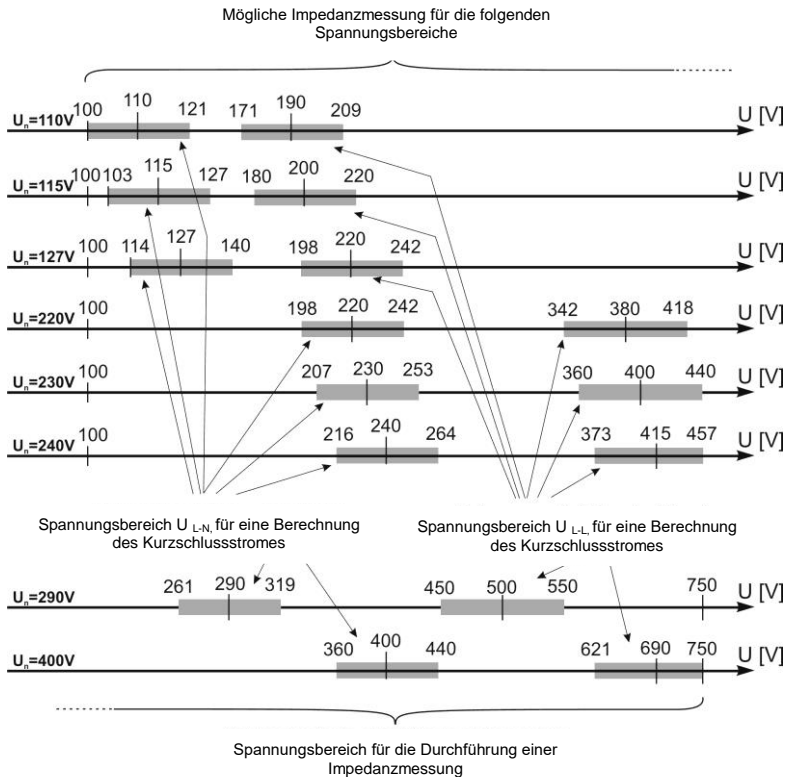 Mögliche Impedanzmessung für die folgenden
Spannungsbereiche
Un=110V 100 110 121 171 190 209 U [V]
Un=115V 100 103 115 127 180 200 220 U [V]
Un=127V 100 114 127 140 198 220 242 U [V]
Un=220V 100 198 220 242 342 380 418 U [V]
Un=230V 100 207 230 253 360 400 440 U [V]
Un=240V 100 216 240 264 373 415 457 U [V]
Spannungsbereich U L-N, für eine Berechnung
des Kurzschlussstromes
Spannungsbereich U L-L, für eine Berechnung
des Kurzschlussstromes
Un=290V 261 290 319 450 500 550 750 U [V]
Un=400V 360 400 440 621 690 750 U [V]
Spannungsbereich für die Durchführung einer
Impedanzmessung